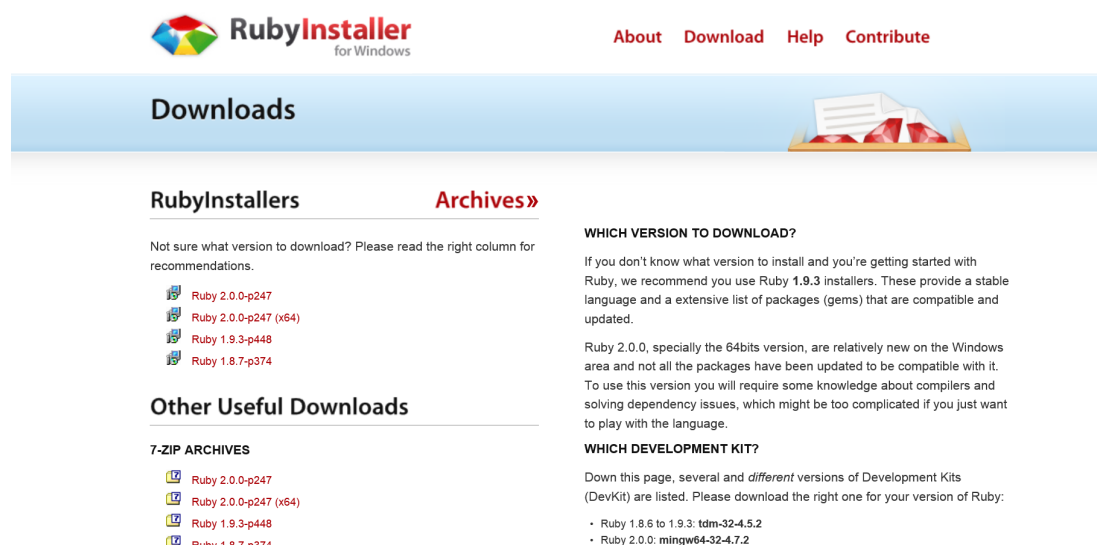 RubyInstaller
for Windows
About Download Help Contribute
Downloads
RubyInstallers Archives»
Not sure what version to download? Please read the right column for
recommendations.
Ruby 2.0.0-p247
Ruby 2.0.0-p247 (x64)
Ruby 1.9.3-p448
Ruby 1.8.7-p374
Other Useful Downloads
7-ZIP ARCHIVES
Ruby 2.0.0-p247
Ruby 2.0.0-p247 (x64)
Ruby 1.9.3-p448
Ruby 1.8.7-p374
WHICH VERSION TO DOWNLOAD?
If you don’t know what version to install and you’re getting started with
Ruby, we recommend you use Ruby 1.9.3 installers. These provide a stable
language and a extensive list of packages (gems) that are compatible and
updated.
Ruby 2.0.0, specially the 64bits version, are relatively new on the Windows
area and not all the packages have been updated to be compatible with it.
To use this version you will require some knowledge about compilers and
solving dependency issues, which might be too complicated if you just want
to play with the language.
WHICH DEVELOPMENT KIT?
Down this page, several and different versions of Development Kits
(DevKit) are listed. Please download the right one for your version of Ruby:
• Ruby 1.8.6 to 1.9.3: tdm-32-4.5.2
• Ruby 2.0.0: mingw64-32-4.7.2